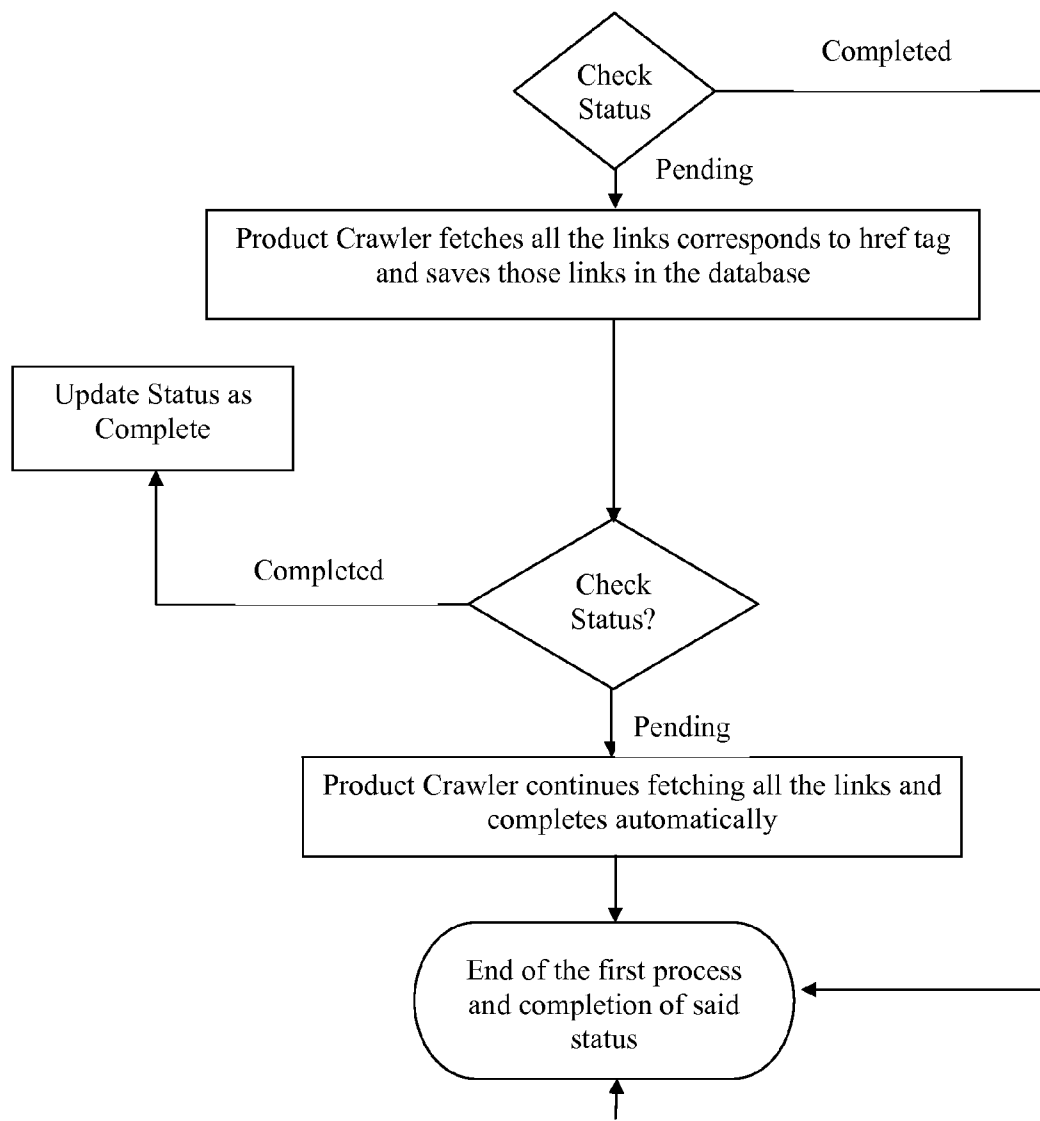 Completed
Check
Status
Pending
Product Crawler fetches all the links corresponds to href tag
and saves those links in the database
Update Status as
Complete
Completed
Check
Status?
Pending
Product Crawler continues fetching all the links and
completes automatically
End of the first process
and completion of said
status